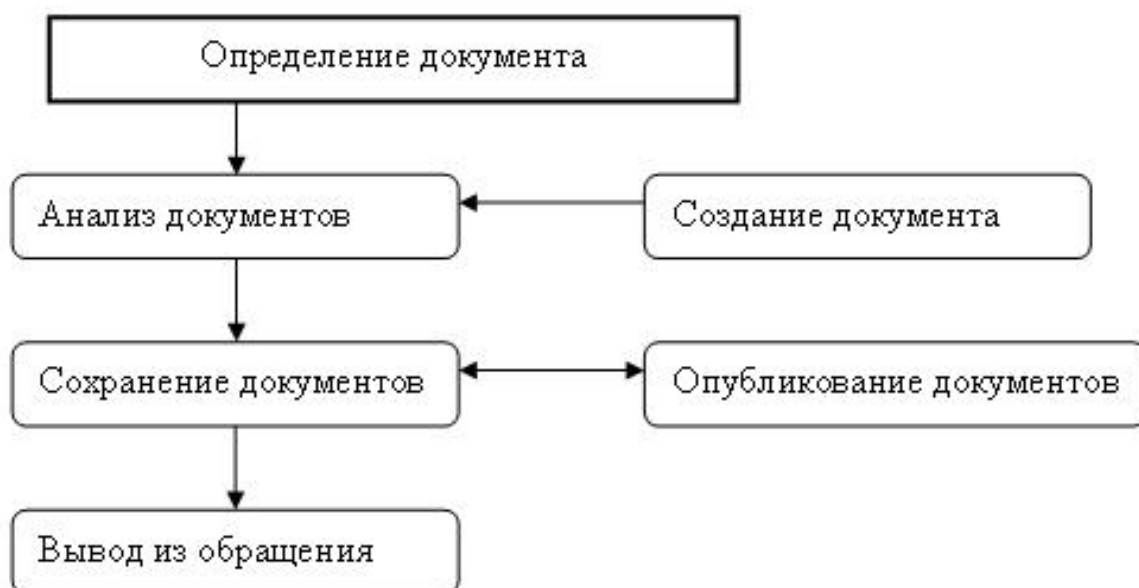 Определение документа
Анализ документов
Создание документа
Сохранение документов
Опубликование документов
Вывод из обращения